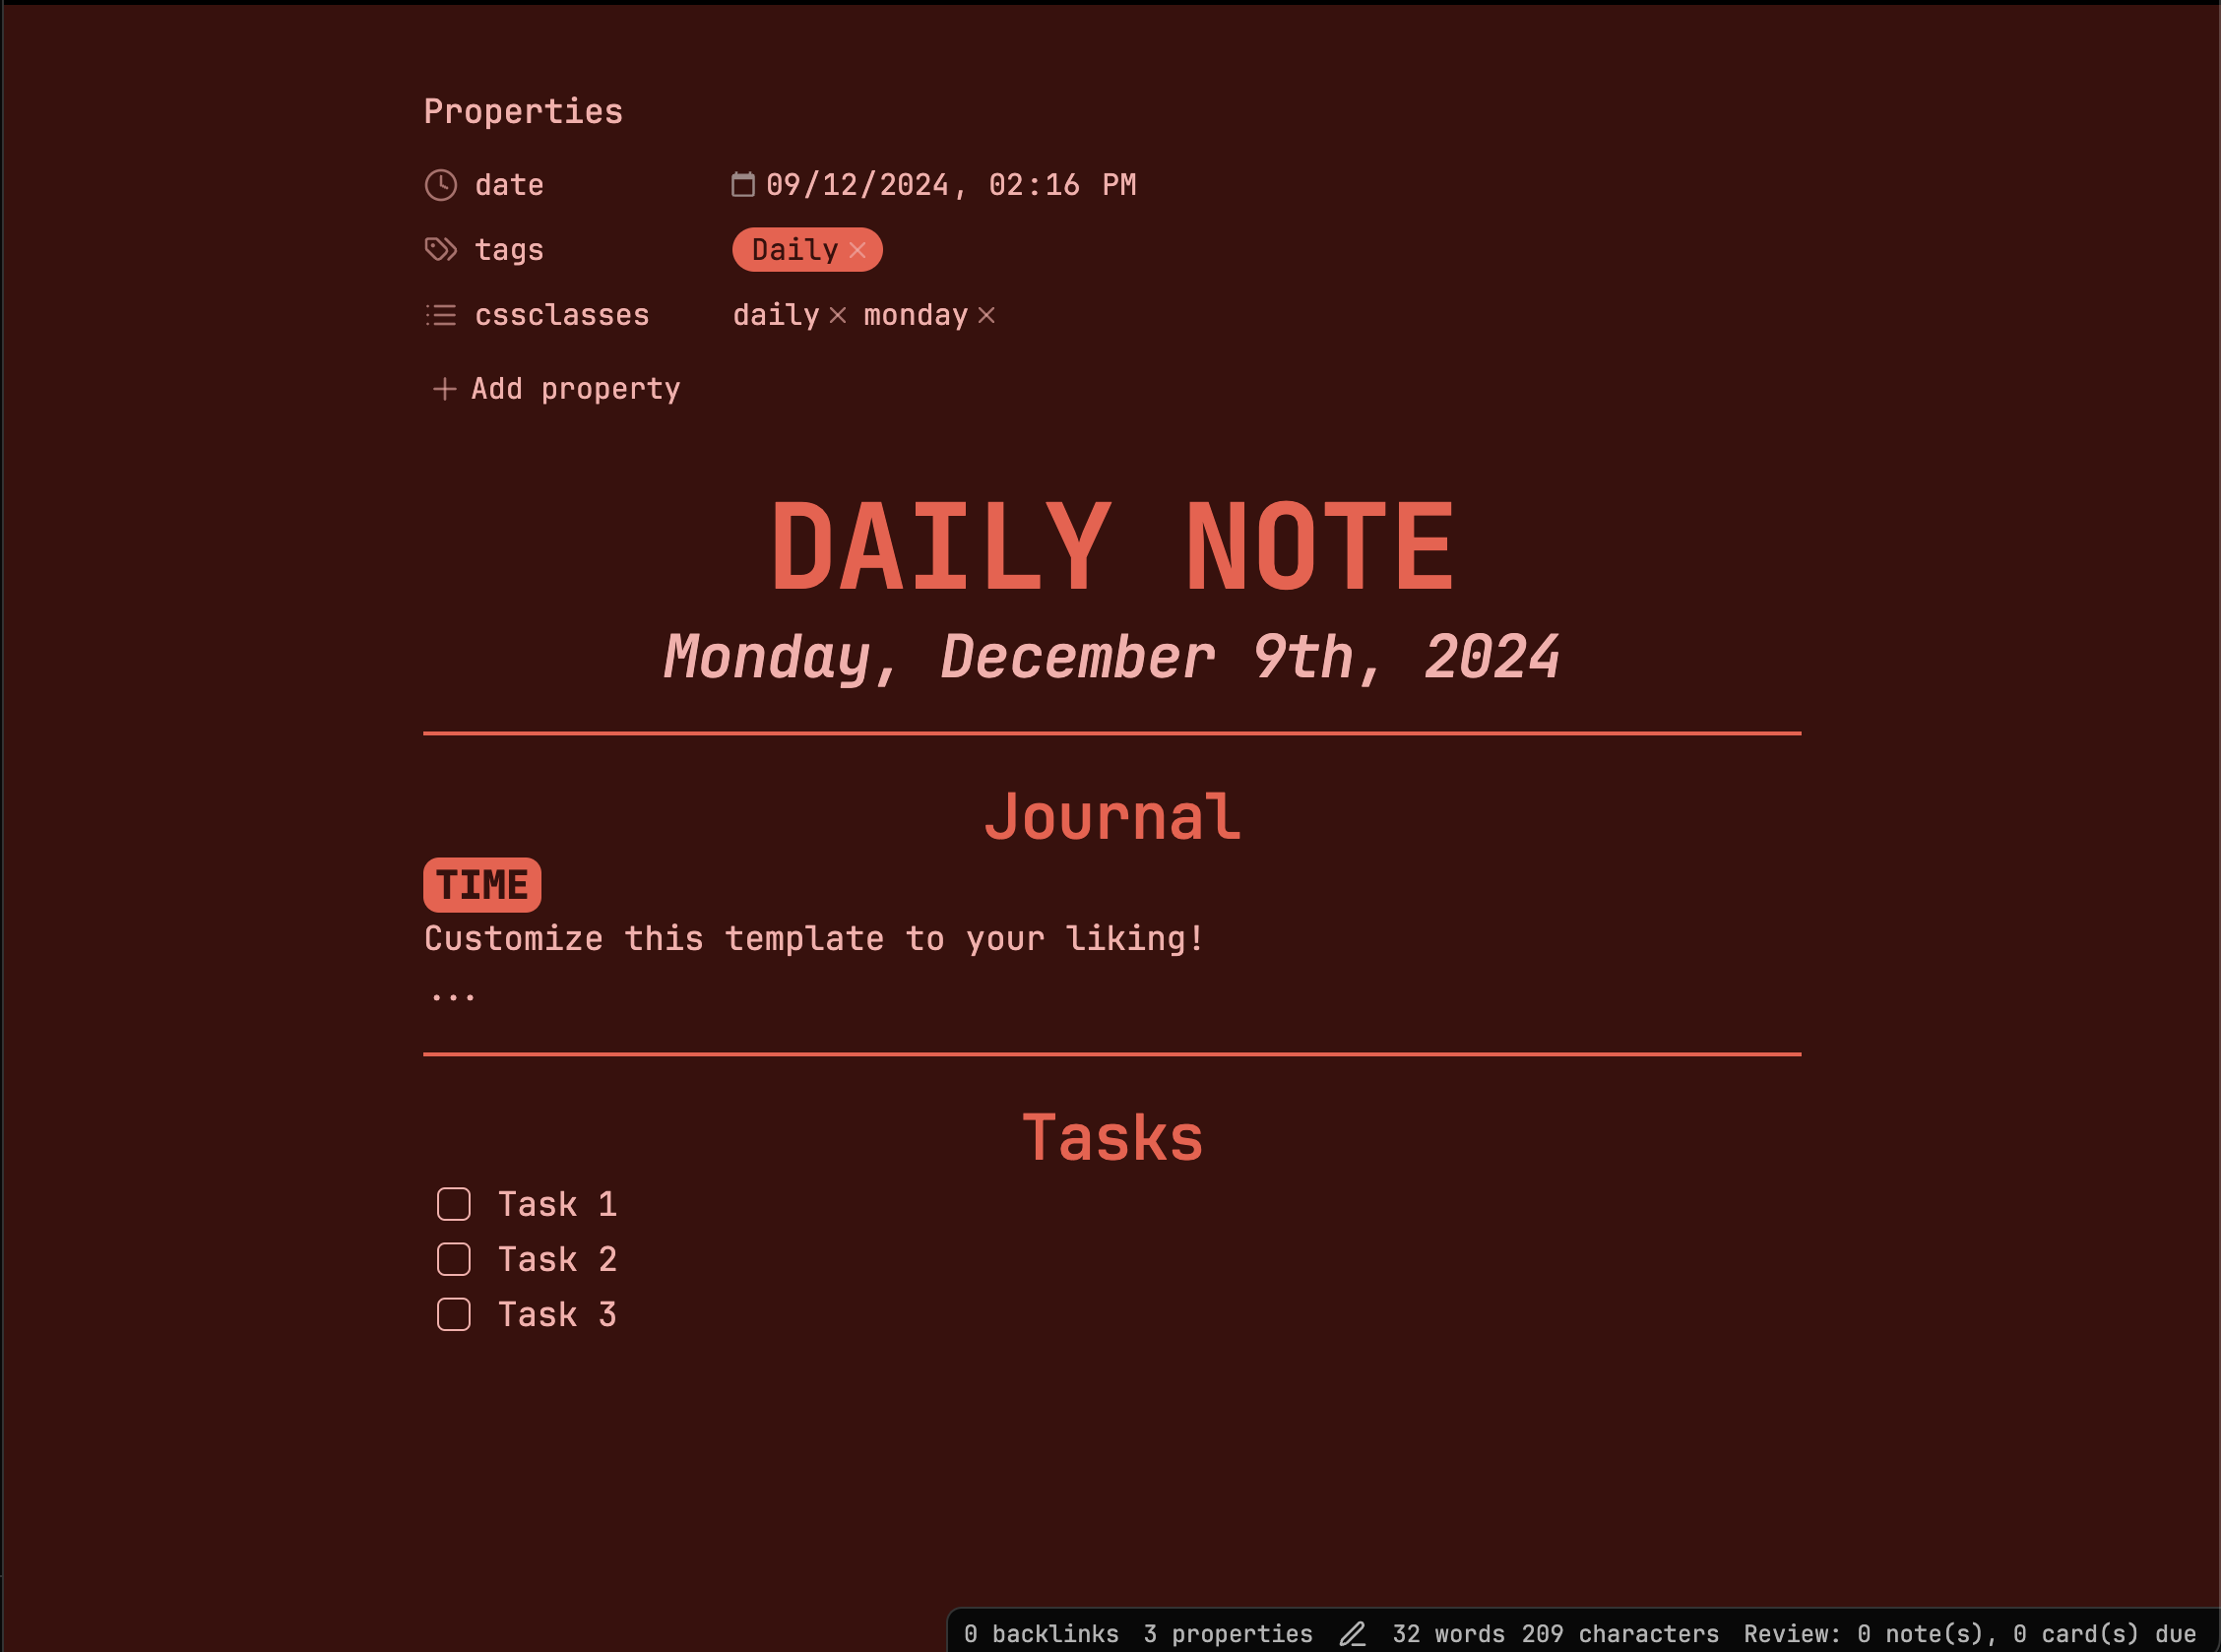 Properties
date 09/12/2024, 02:16 PM
tags Daily
cssclasses daily monday
Add property
DAILY NOTE
Monday, December 9th, 2024
Journal
TIME
Customize this template to your liking!
...
Tasks
Task 1
Task 2
Task 3
0 backlinks 3 properties 32 words 209 characters Review: 0 note(s), 0 card(s) due